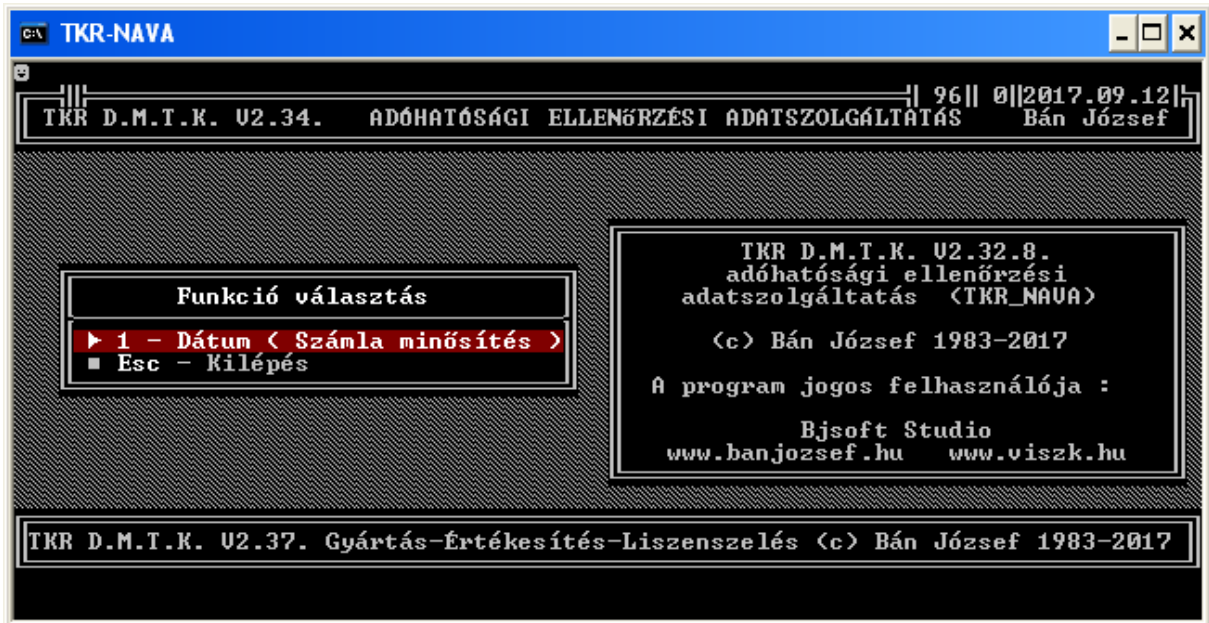 TKR-NAVA
96 0 2017.09.12
TKR D.M.T.K. V2.34. ADÓHATÓSÁGI ELLENőRZÉSI ADATSZOLGÁLTATÁS Bán József
Funkció választás
1 - Dátum ( Számla minősítés )
Esc - Kilépés
TKR D.M.T.K. V2.32.8.
adóhatósági ellenőrzési
adatszolgáltatás (TKR_NAVA)
(c) Bán József 1983-2017
A program jogos felhasználója :
Bjsoft Studio
www.banjozsef.hu www.viszk.hu
TKR D.M.T.K. V2.37. Gyártás-Értékesítés-Liszenszelés (c) Bán József 1983-2017